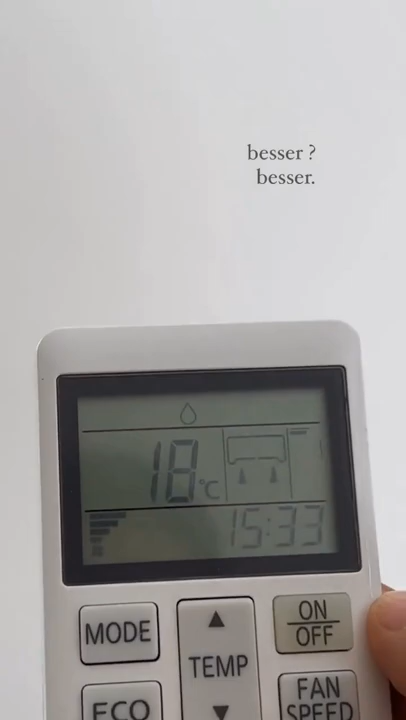 besser ?
besser.
18 °C
15:33
MODE
TEMP
ON
OFF
ECO
FAN
SPEED